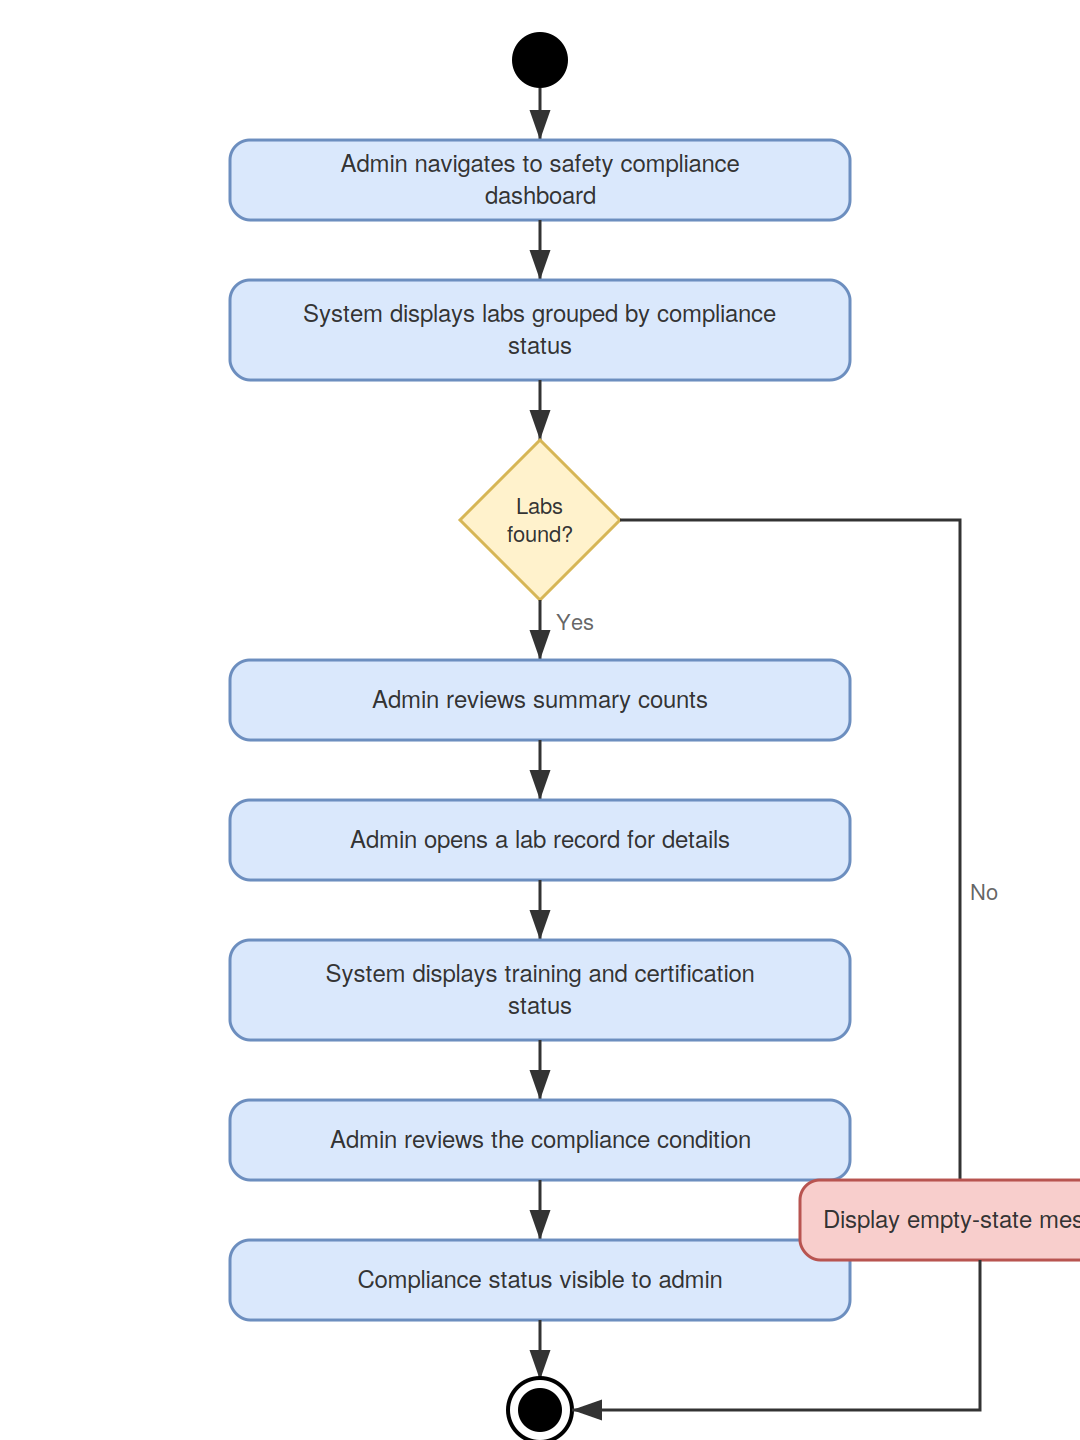 Admin navigates to safety compliance
dashboard
System displays labs grouped by compliance
status
Labs
found?
Yes
Admin reviews summary counts
Admin opens a lab record for details
No
System displays training and certification
status
Admin reviews the compliance condition
Display empty-state mes
Compliance status visible to admin